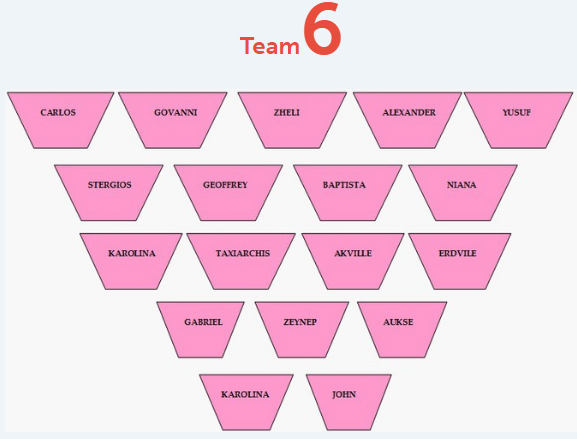 Team 6
CARLOS GOVANNI ZHELI ALEXANDER YUSUF
STERGIOS GEOFFREY BAPTISTA NIANA
KAROLINA TAXIARCHIS AKVILLE ERDVILE
GABRIEL ZEYNEP AUKSE
KAROLINA JOHN